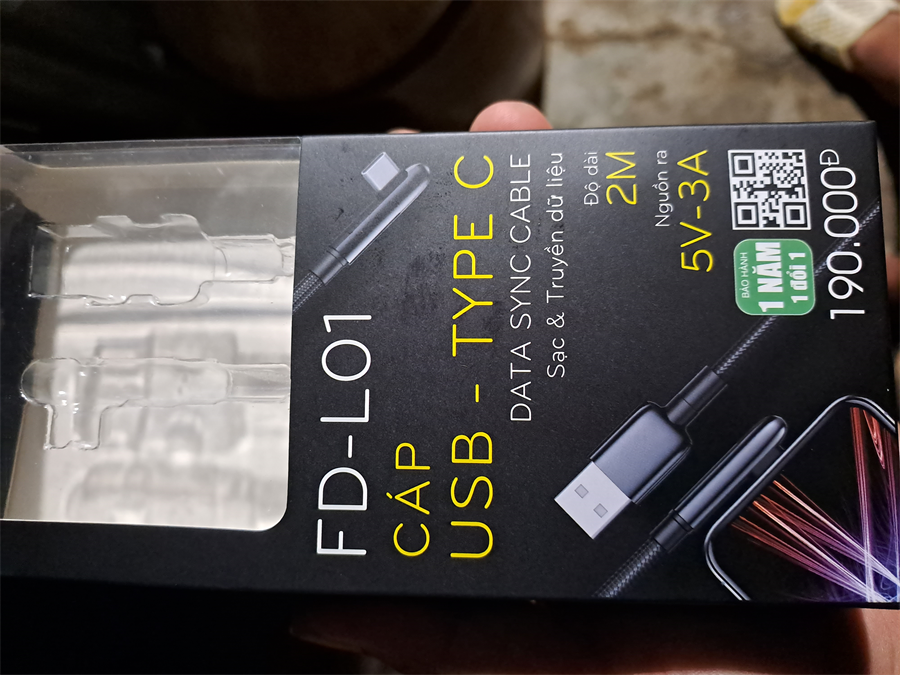 FD-L01
CÁP
USB - TYPE C
DATA SYNC CABLE
Sạc & Truyền dữ liệu
Độ dài
2M
Nguồn ra
5V-3A
BẢO HÀNH
1 NĂM
1 đổi 1
190.000Đ